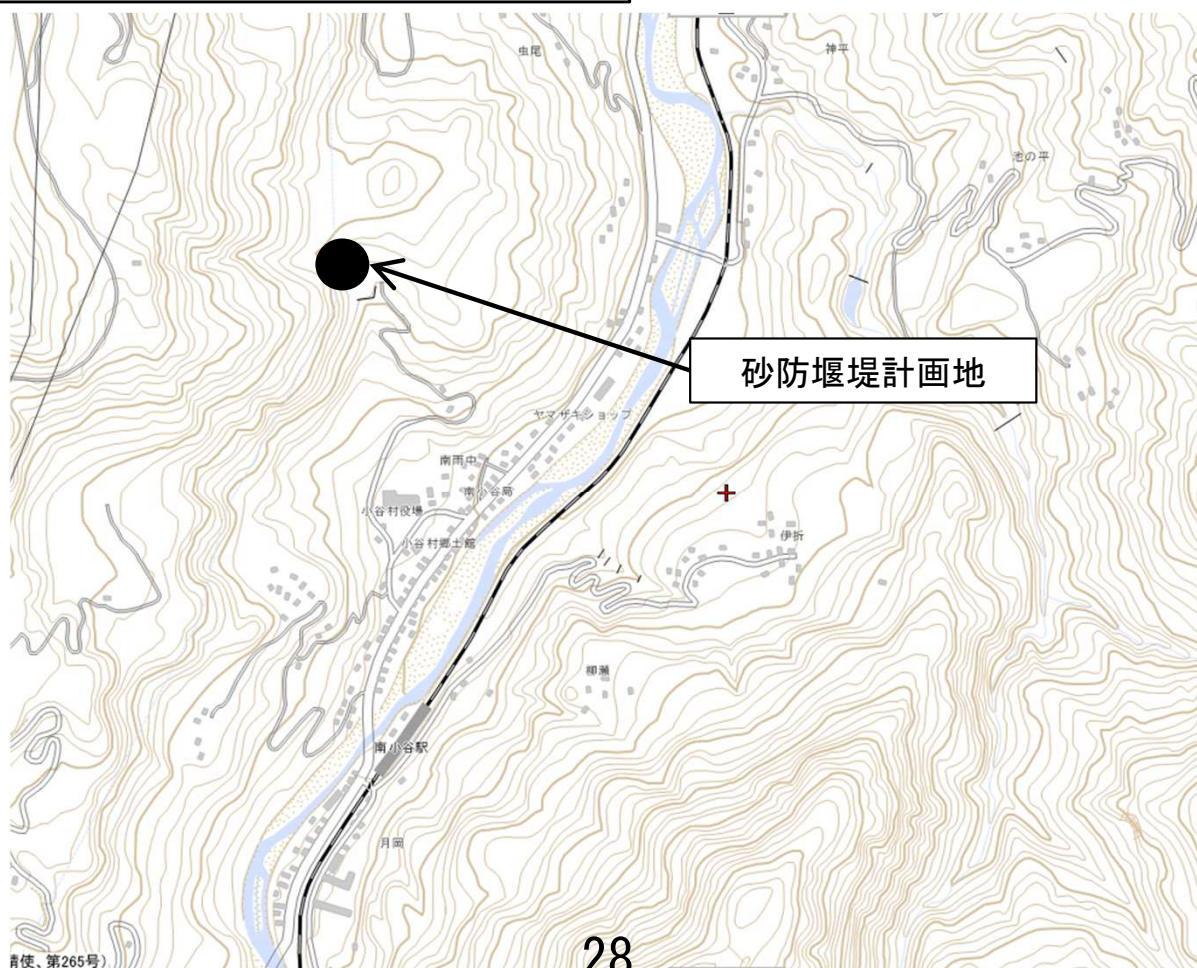 虫尾
神平
池の平
砂防堰堤計画地
ヤマザキショップ
南雨中
南小谷局
小谷村役場
小谷村郷土館
伊折
柳瀬
南小谷駅
月岡
28
情使、第265号)